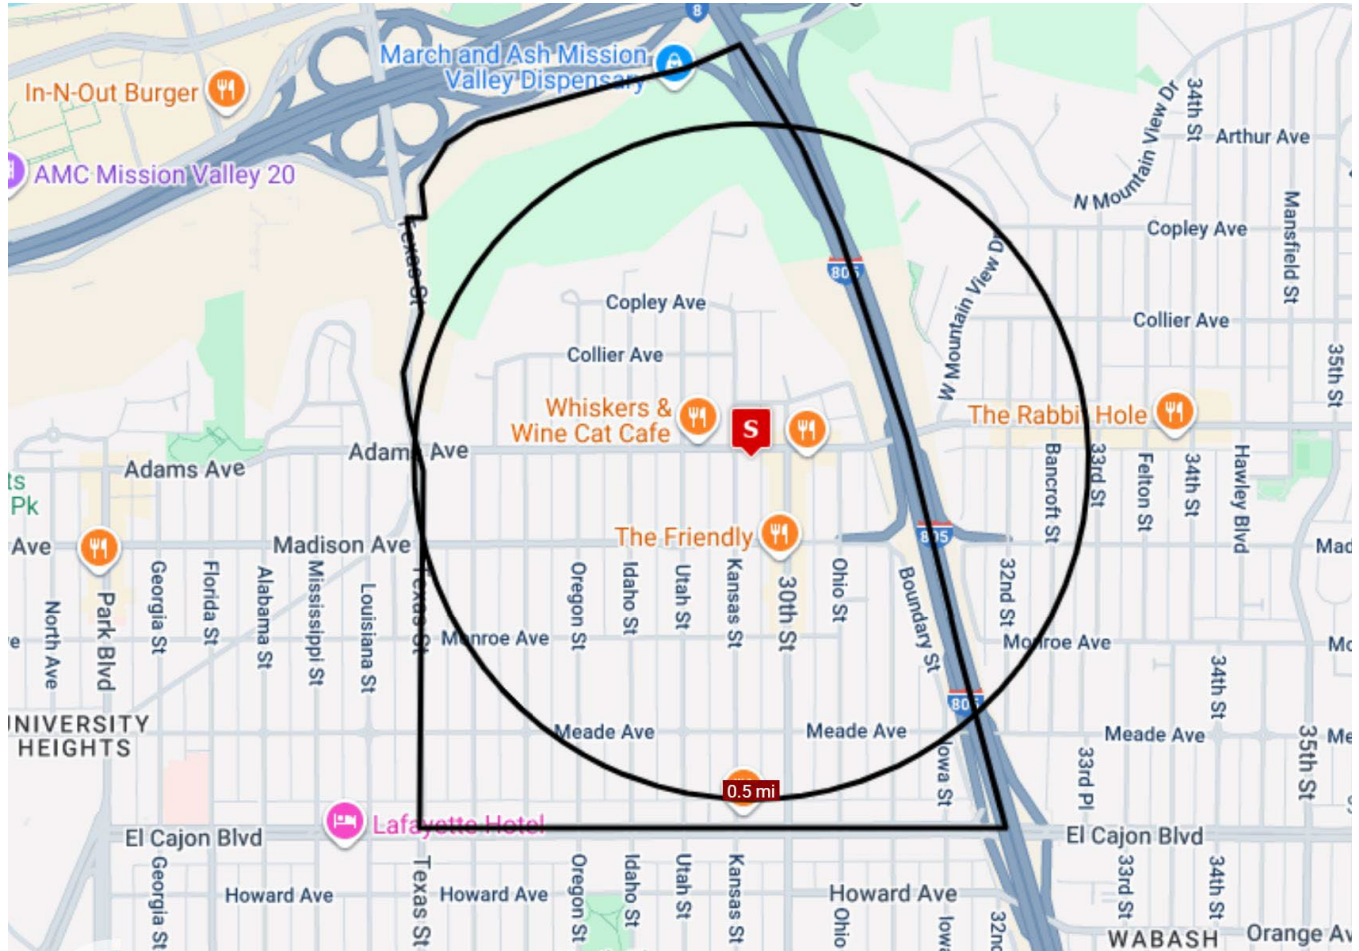 8
March and Ash Mission
Valley Dispensary
In-N-Out Burger
34th St
N Mountain View Dr
Arthur Ave
AMC Mission Valley 20
Texas St
Mansfield St
Copley Ave
805
Mountain View Dr
Copley Ave
Collier Ave
Collier Ave
35th St
Whiskers &
Wine Cat Cafe
S
The Rabbit Hole
Adams Ave
Adams Ave
ts
Pk
Bancroft St
33rd St
Felton St
34th St
Hawley Blvd
Ave
Madison Ave
The Friendly
805
Mad
North Ave
Park Blvd
Georgia St
Florida St
Alabama St
Mississippi St
Louisiana St
Texas St
Oregon St
Idaho St
Utah St
Kansas St
30th St
Ohio St
Boundary St
32nd St
e
Monroe Ave
Monroe Ave
Mo
34th St
805
UNIVERSITY
HEIGHTS
Meade Ave
Meade Ave
Meade Ave
Me
Iowa St
33rd Pl
35th St
0.5 mi
Lafayette Hotel
El Cajon Blvd
El Cajon Blvd
Georgia St
Texas St
Oregon St
Idaho St
Utah St
Kansas St
33rd St
34th St
Howard Ave
Howard Ave
Howard Ave
Ohio
Iowa
32nd
WABASH
Orange Av